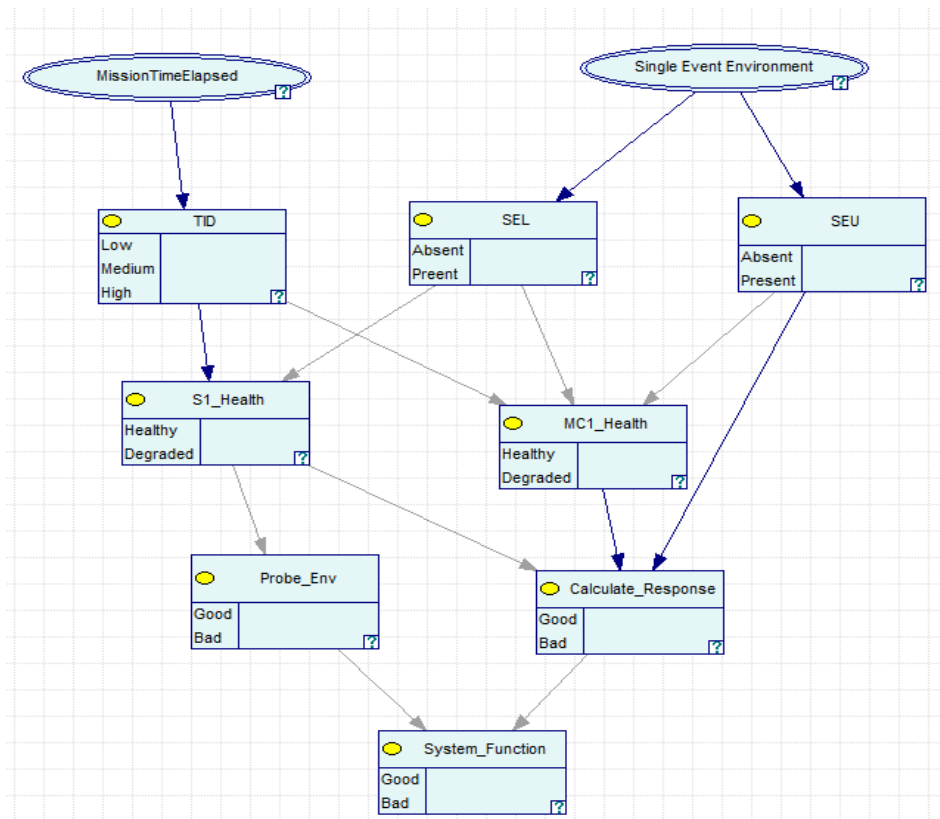 MissionTimeElapsed
?
Single Event Environment
?
TID
Low
Medium
High
?
SEL
Absent
Preent
?
SEU
Absent
Present
?
S1_Health
Healthy
Degraded
?
MC1_Health
Healthy
Degraded
?
Probe_Env
Good
Bad
?
Calculate_Response
Good
Bad
?
System_Function
Good
Bad
?